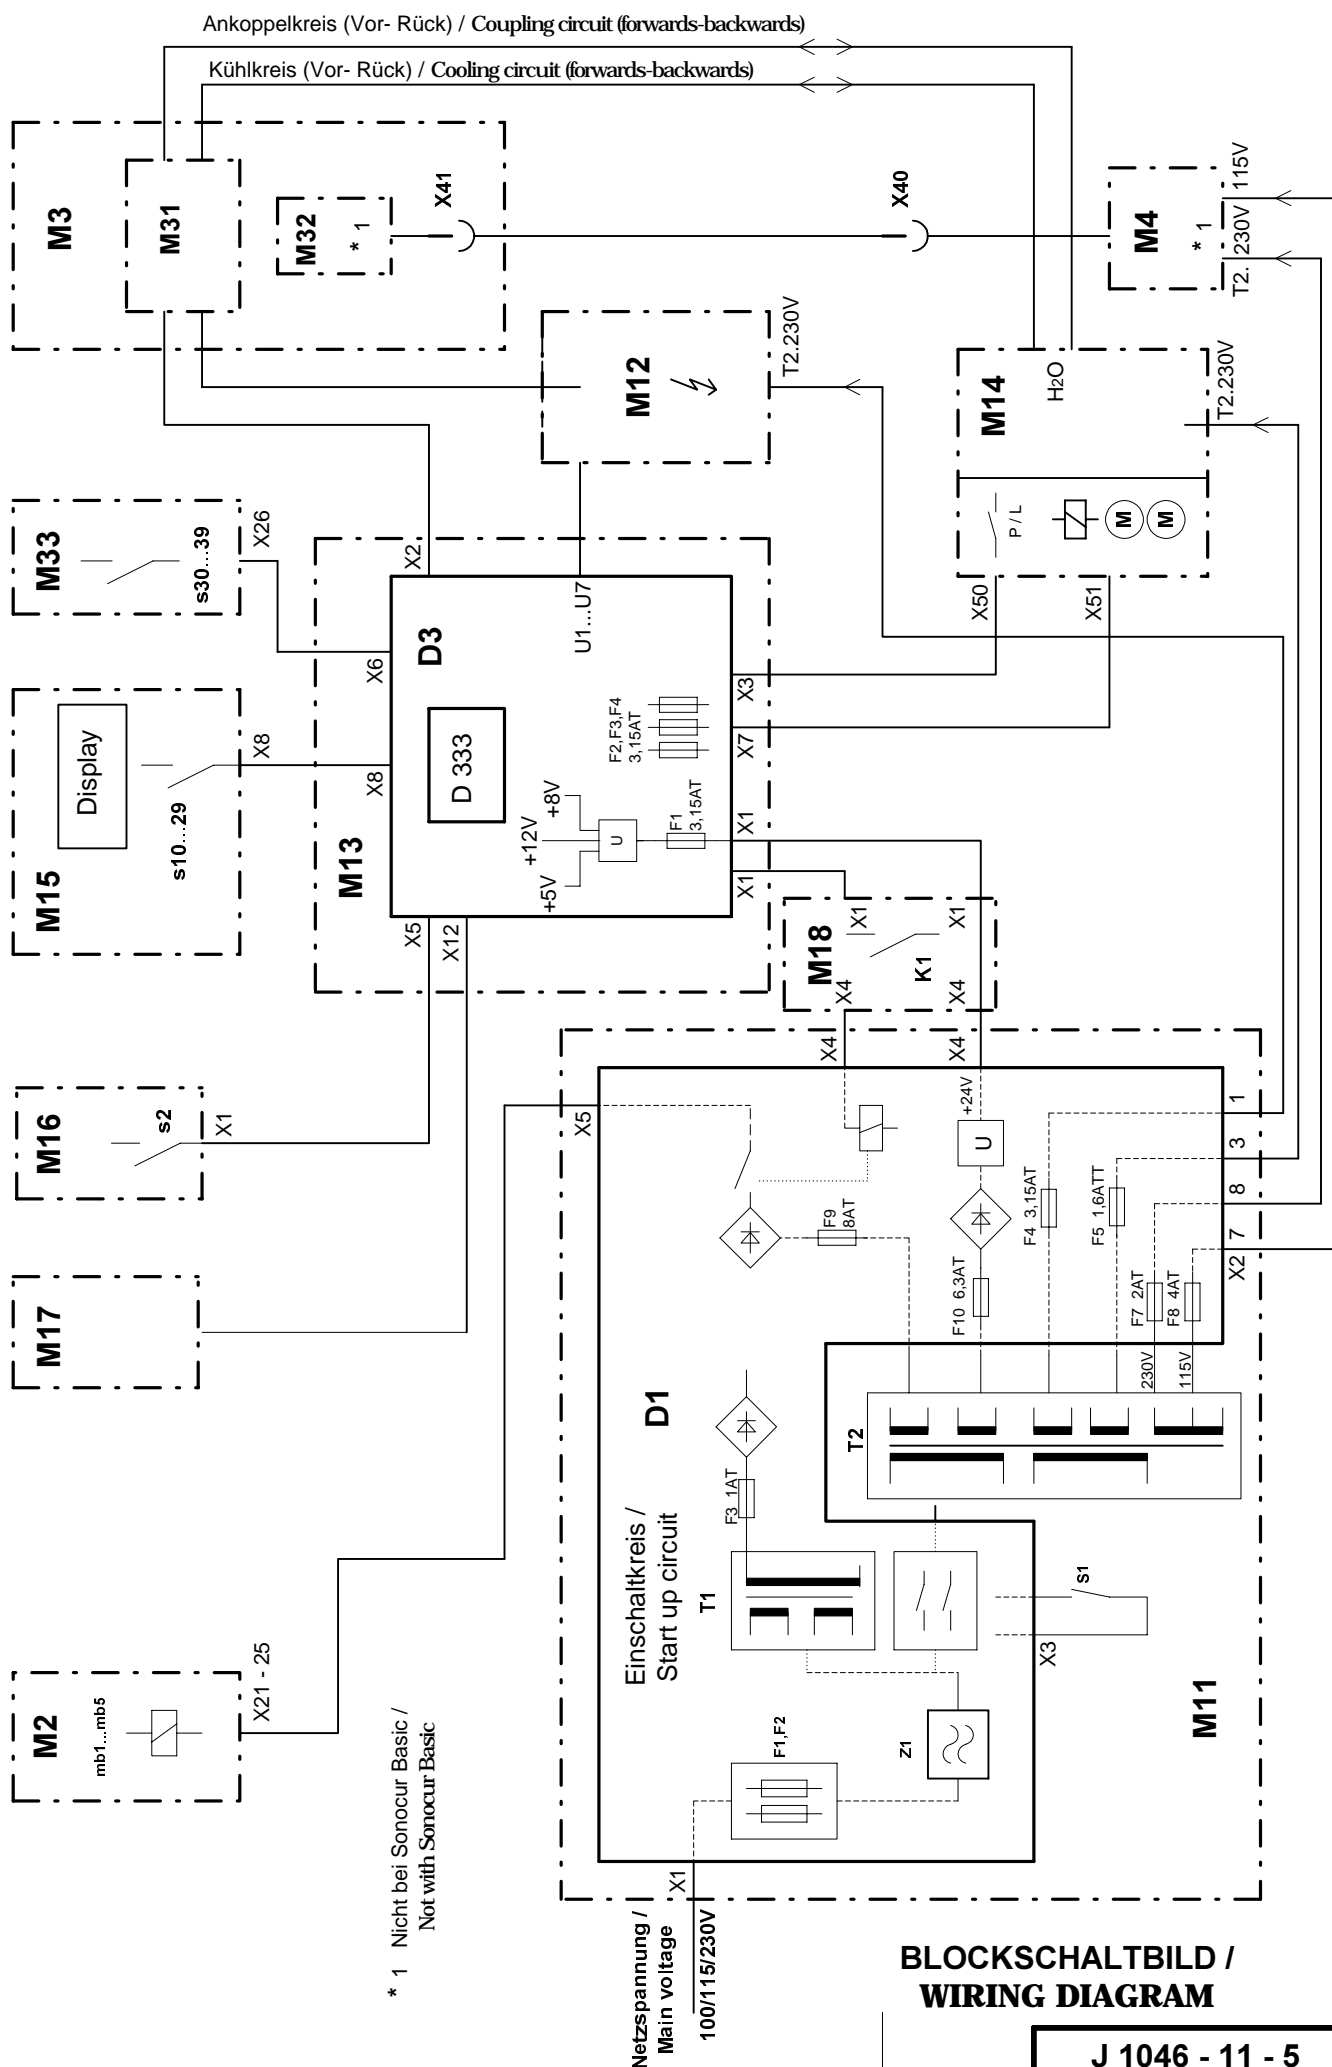 Ankoppelkreis (Vor- Rück) / Coupling circuit (forwards-backwards)
Kühlkreis (Vor- Rück) / Cooling circuit (forwards-backwards)
M3
M31
M32
* 1
X41
X40
M4
* 1
T2. 230V
115V
M33
s30...39
X26
M12
T2.230V
M14
H2O
T2.230V
P / L
M
M
X50
X51
M15
Display
s10...29
X8
M13
D3
D 333
X2
X6
X8
X5
X12
U1...U7
F2,F3,F4
3,15AT
+5V
+12V
+8V
U
F1
3,15AT
X3
X7
X1
X1
M18
X1
X1
K1
X4
X4
M16
s2
X1
M17
M2
mb1...mb5
X21 - 25
* 1 Nicht bei Sonocur Basic /
Not with Sonocur Basic
X5
X4
X4
+24V
U
F9
8AT
F10 6,3AT
F4 3,15AT
F5 1,6ATT
F7 2AT
F8 4AT
230V
115V
1
3
8
7
X2
D1
Einschaltkreis /
Start up circuit
F3 1AT
T1
T2
S1
X3
F1,F2
Z1
M11
X1
Netzspannung /
Main voltage
100/115/230V
BLOCKSCHALTBILD /
WIRING DIAGRAM
J 1046 - 11 - 5